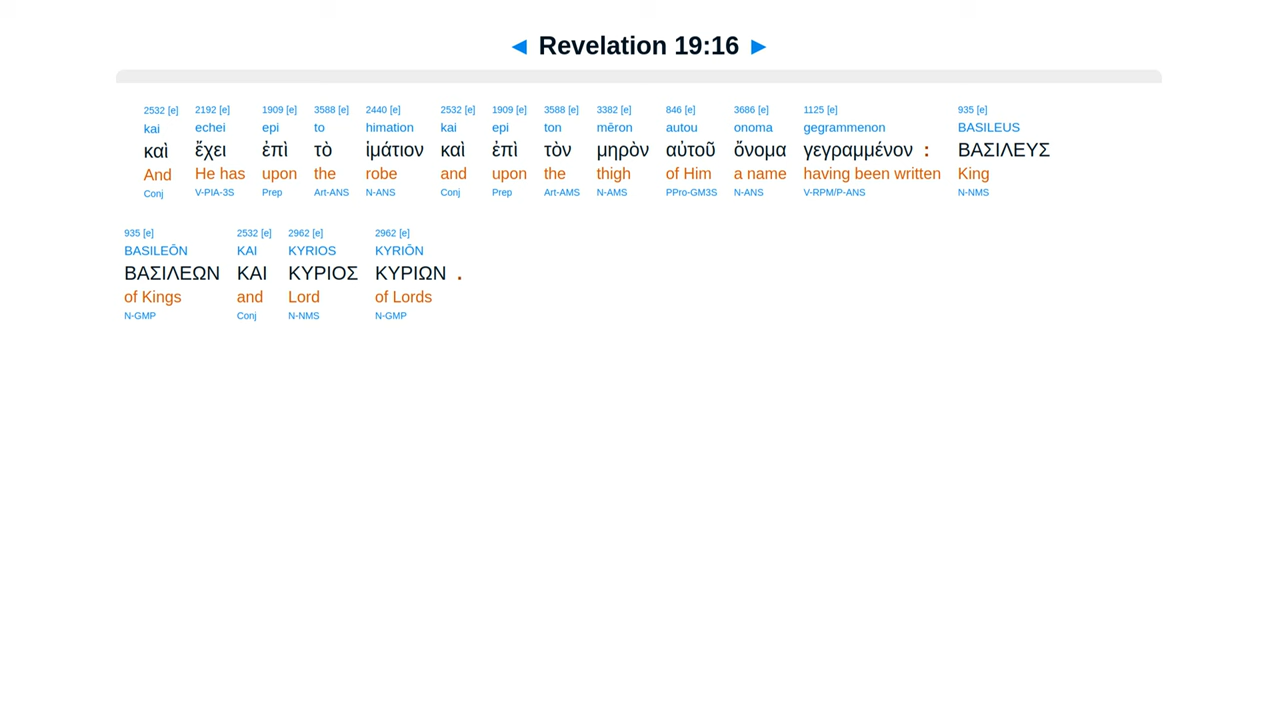 ◄ Revelation 19:16 ►
2532 [e] 2192 [e] 1909 [e] 3588 [e] 2440 [e] 2532 [e] 1909 [e] 3588 [e] 3382 [e] 846 [e] 3686 [e] 1125 [e] 935 [e]
kai echei epi to himation kai epi ton mēron autou onoma gegrammenon BASILEUS
καὶ ἔχει ἐπὶ τὸ ἱμάτιον καὶ ἐπὶ τὸν μηρὸν αὐτοῦ ὄνομα γεγραμμένον : ΒΑΣΙΛΕΥΣ
And He has upon the robe and upon the thigh of Him a name having been written King
Conj V-PIA-3S Prep Art-ANS N-ANS Conj Prep Art-AMS N-AMS PPro-GM3S N-ANS V-RPM/P-ANS N-NMS
935 [e] 2532 [e] 2962 [e] 2962 [e]
BASILEŌN KAI KYRIOS KYRIŌN
ΒΑΣΙΛΕΩΝ ΚΑΙ ΚΥΡΙΟΣ ΚΥΡΙΩΝ .
of Kings and Lord of Lords
N-GMP Conj N-NMS N-GMP